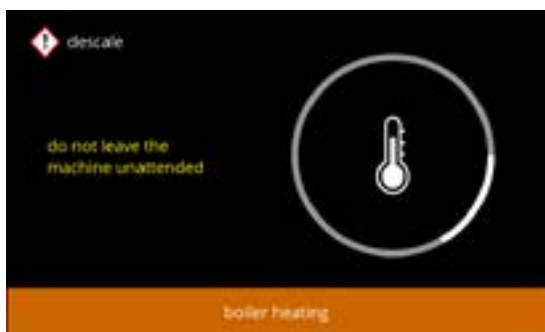 descale
do not leave the
machine unattended
boiler heating